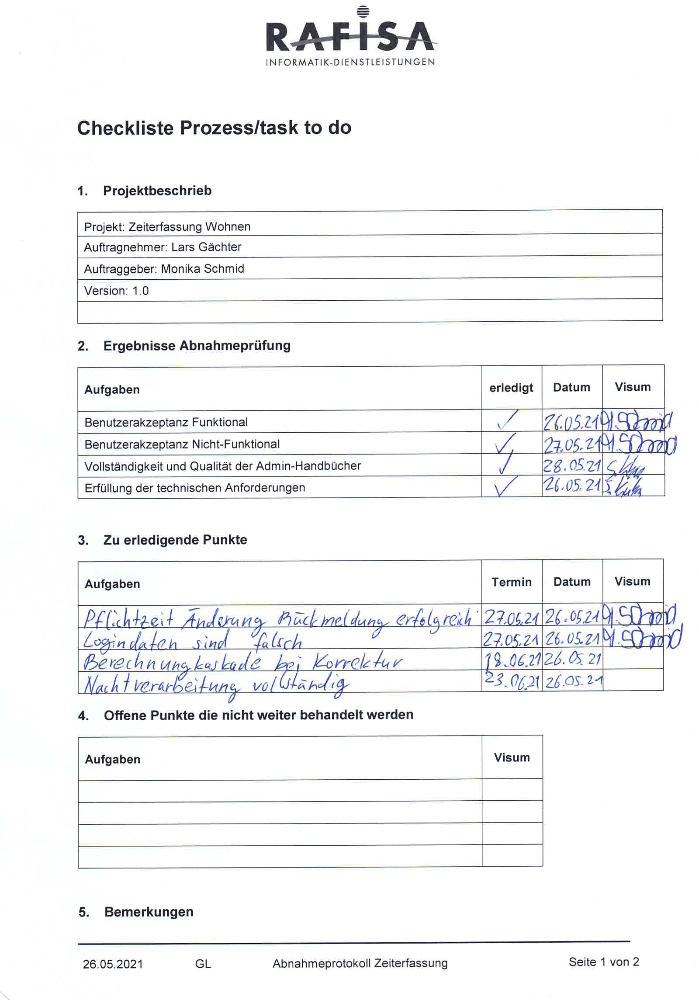 RAFISA
INFORMATIK-DIENSTLEISTUNGEN
Checkliste Prozess/task to do
1. Projektbeschrieb
Projekt: Zeiterfassung Wohnen
Auftragnehmer: Lars Gächter
Auftraggeber: Monika Schmid
Version: 1.0
2. Ergebnisse Abnahmeprüfung
Aufgaben erledigt Datum Visum
Benutzerakzeptanz Funktional ✓ 26.05.21 M. Schmid
Benutzerakzeptanz Nicht-Funktional ✓ 27.05.21 M. Schmid
Vollständigkeit und Qualität der Admin-Handbücher ✓ 28.05.21 S.
Erfüllung der technischen Anforderungen ✓ 26.05.21 S.
3. Zu erledigende Punkte
Aufgaben Termin Datum Visum
Pflichtzeit Änderung Rückmeldung erfolgreich 27.05.21 26.05.21 M. Schmid
Logindaten sind falsch 27.05.21 26.05.21 M. Schmid
Berechnungkaskade bei Korrektur 18.06.21 26.05.21
Nachtverarbeitung vollständig 23.06.21 26.05.21
4. Offene Punkte die nicht weiter behandelt werden
Aufgaben Visum
5. Bemerkungen
26.05.2021 GL Abnahmeprotokoll Zeiterfassung Seite 1 von 2